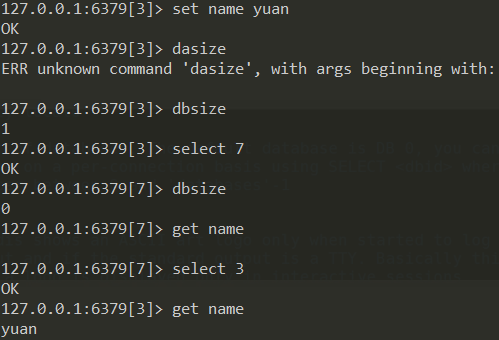 127.0.0.1:6379[3]> set name yuan
OK
127.0.0.1:6379[3]> dasize
ERR unknown command 'dasize', with args beginning with:
127.0.0.1:6379[3]> dbsize
1
127.0.0.1:6379[3]> select 7
OK
127.0.0.1:6379[7]> dbsize
0
127.0.0.1:6379[7]> get name
127.0.0.1:6379[7]> select 3
OK
127.0.0.1:6379[3]> get name
yuan